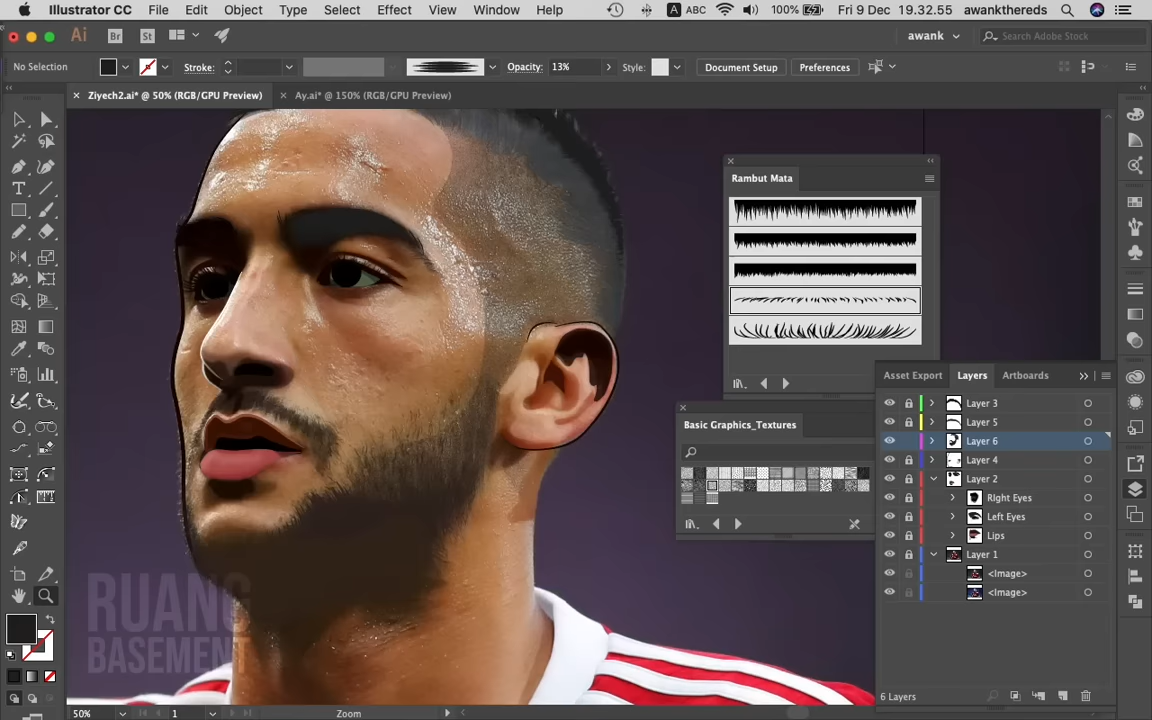 Illustrator CC File Edit Object Type Select Effect View Window Help A ABC 100% Fri 9 Dec 19.32.55 awankthereds
Ai Br St awank Search Adobe Stock
No Selection Stroke: Opacity: 13% Style: Document Setup Preferences
× Ziyech2.ai* @ 50% (RGB/GPU Preview) × Ay.ai* @ 150% (RGB/GPU Preview)
Rambut Mata
Asset Export Layers Artboards
Layer 3
Layer 5
Basic Graphics_Textures
Layer 6
Layer 4
Layer 2
RIght Eyes
Left Eyes
Lips
Layer 1
<Image>
<Image>
RUANG
BASEMENT
6 Layers
50% 1 Zoom